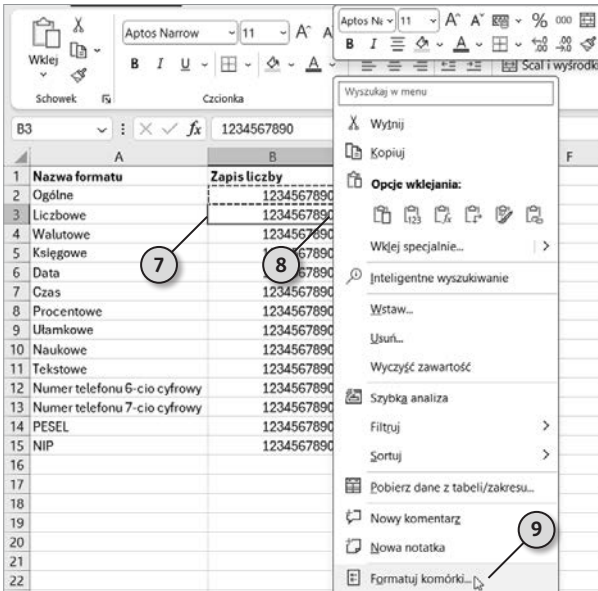 Aptos Na 11 A^ A˅ % 000
B I A
Wklej
Aptos Narrow 11 A^
B I U A
Scal i wyśrodk
Schowek
Czcionka
B3 fx 1234567890
A B F
1 Nazwa formatu Zapis liczby
2 Ogólne 1234567890
3 Liczbowe 1234567890
4 Walutowe 1234567890
5 Księgowe 1234567890
6 Data 1234567890
7 Czas 1234567890
8 Procentowe 1234567890
9 Ułamkowe 1234567890
10 Naukowe 1234567890
11 Tekstowe 1234567890
12 Numer telefonu 6-cio cyfrowy 1234567890
13 Numer telefonu 7-cio cyfrowy 1234567890
14 PESEL 1234567890
15 NIP 1234567890
16
17
18
19
20
21
22
7
8
Wyszukaj w menu
Wytnij
Kopiuj
Opcje wklejania:
Wklej specjalnie...
Inteligentne wyszukiwanie
Wstaw...
Usuń...
Wyczyść zawartość
Szybka analiza
Filtruj
Sortuj
Pobierz dane z tabeli/zakresu...
Nowy komentarz
Nowa notatka
Formatuj komórki...
9